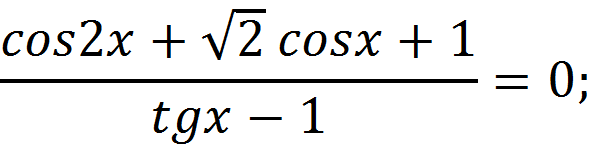 cos2x + √2 cosx + 1
tgx − 1
= 0;